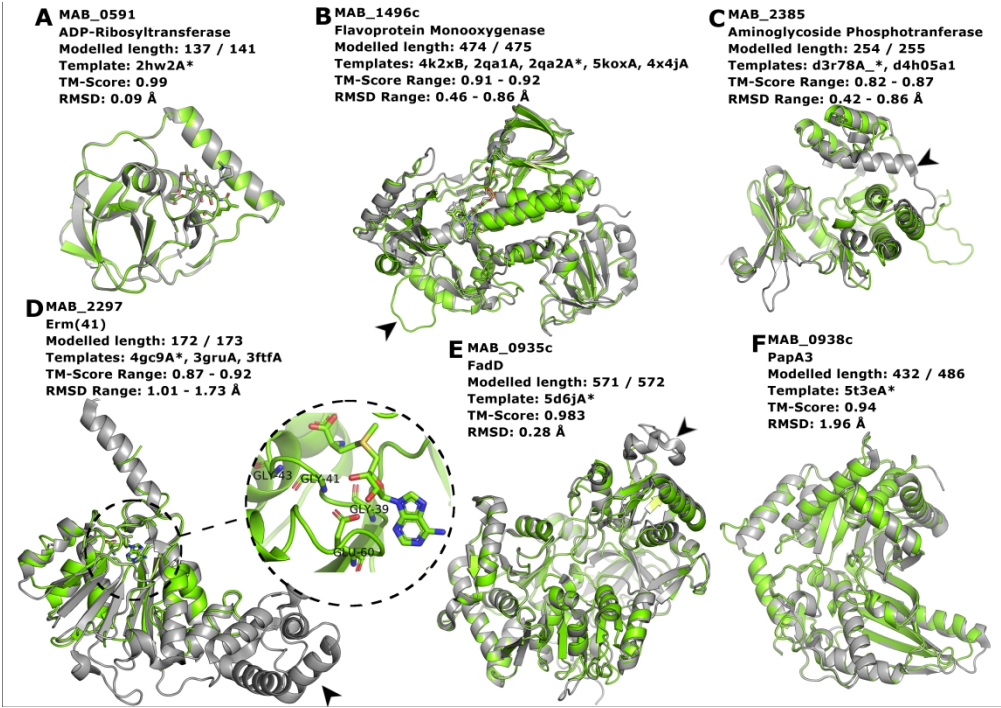 A MAB_0591
ADP-Ribosyltransferase
Modelled length: 137 / 141
Template: 2hw2A*
TM-Score: 0.99
RMSD: 0.09 Å
B MAB_1496c
Flavoprotein Monooxygenase
Modelled length: 474 / 475
Templates: 4k2xB, 2qa1A, 2qa2A*, 5koxA, 4x4jA
TM-Score Range: 0.91 - 0.92
RMSD Range: 0.46 - 0.86 Å
C MAB_2385
Aminoglycoside Phosphotranferase
Modelled length: 254 / 255
Templates: d3r78A_*, d4h05a1
TM-Score Range: 0.82 - 0.87
RMSD Range: 0.42 - 0.86 Å
D MAB_2297
Erm(41)
Modelled length: 172 / 173
Templates: 4gc9A*, 3gruA, 3ftfA
TM-Score Range: 0.87 - 0.92
RMSD Range: 1.01 - 1.73 Å
GLY-43
GLY-41
GLY-39
GLU-60
E MAB_0935c
FadD
Modelled length: 571 / 572
Template: 5d6jA*
TM-Score: 0.983
RMSD: 0.28 Å
F MAB_0938c
PapA3
Modelled length: 432 / 486
Template: 5t3eA*
TM-Score: 0.94
RMSD: 1.96 Å